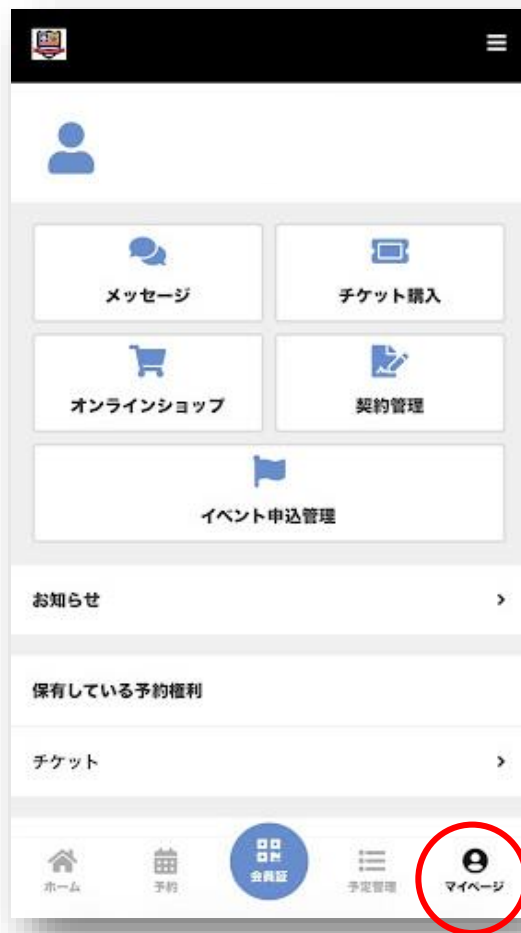 メッセージ
チケット購入
オンラインショップ
契約管理
イベント申込管理
お知らせ
保有している予約権利
チケット
ホーム
予約
会員証
予定管理
マイページ